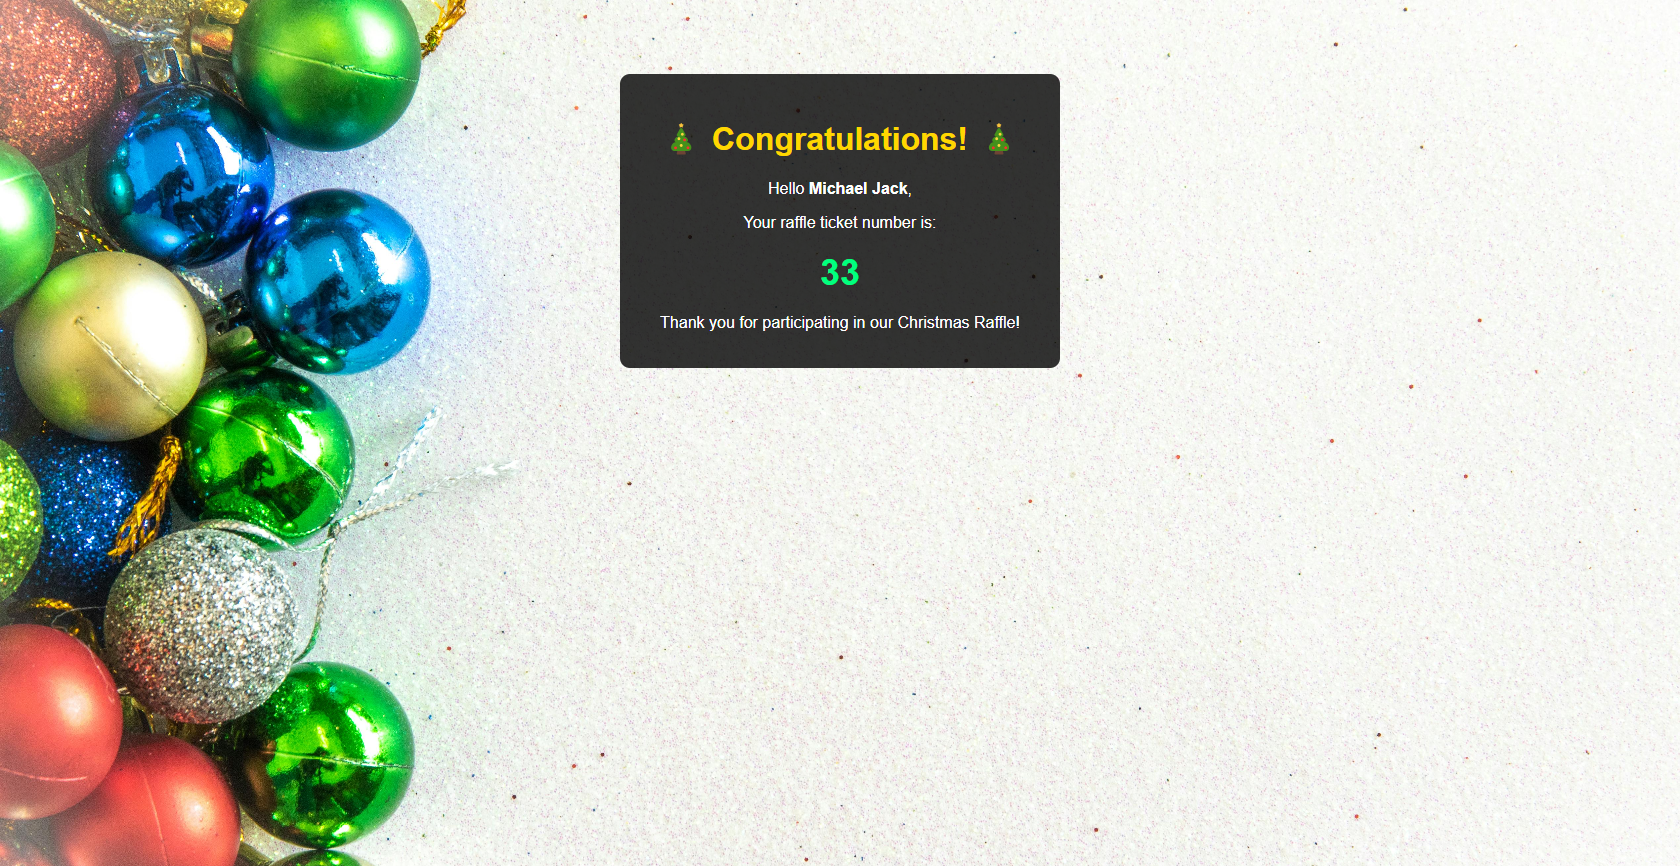 🎄 Congratulations! 🎄
Hello Michael Jack,
Your raffle ticket number is:
33
Thank you for participating in our Christmas Raffle!